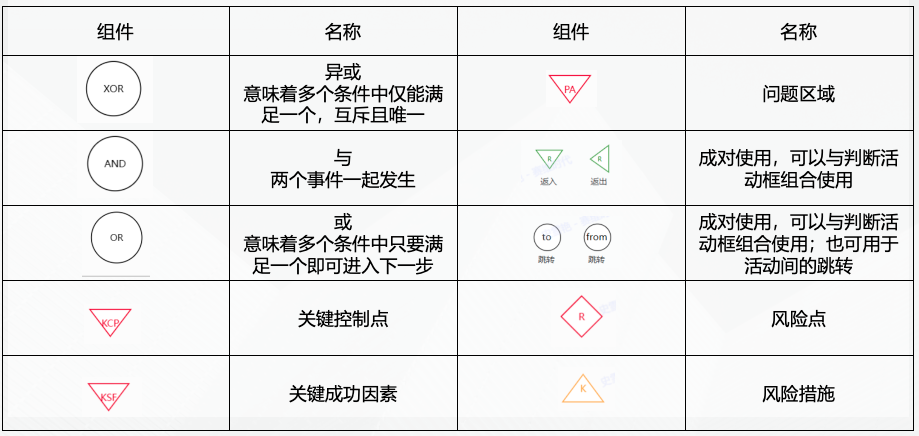 组件
名称
组件
名称
XOR
异或
意味着多个条件中仅能满
足一个，互斥且唯一
PA
问题区域
AND
与
两个事件一起发生
R
R
返入
返出
成对使用，可以与判断活
动框组合使用
OR
或
意味着多个条件中只要满
足一个即可进入下一步
to
from
跳转
跳转
成对使用，可以与判断活
动框组合使用；也可用于
活动间的跳转
KCP
关键控制点
R
风险点
KSF
关键成功因素
K
风险措施